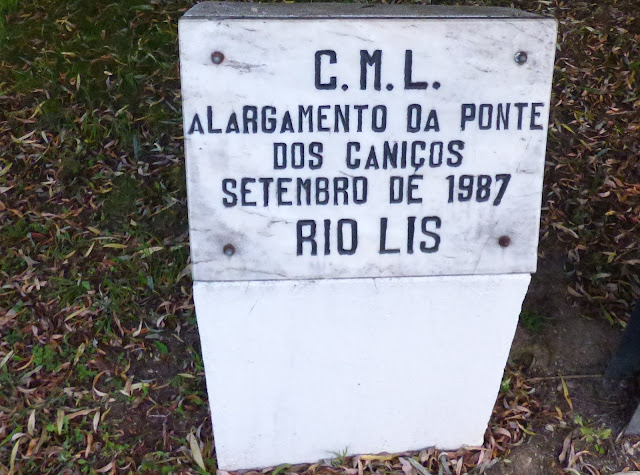 C.M.L.
ALARGAMENTO DA PONTE
DOS CANIÇOS
SETEMBRO DE 1987
RIO LIS